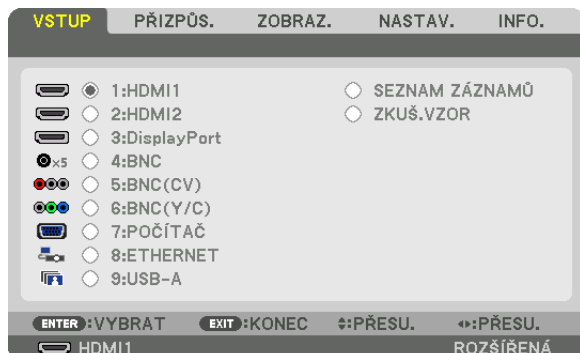 VSTUP PŘIZPŮS. ZOBRAZ. NASTAV. INFO.
1:HDMI1
2:HDMI2
3:DisplayPort
×5 4:BNC
5:BNC(CV)
6:BNC(Y/C)
7:POČÍTAČ
8:ETHERNET
9:USB-A
SEZNAM ZÁZNAMŮ
ZKUŠ.VZOR
ENTER :VYBRAT EXIT :KONEC :PŘESU. :PŘESU.
HDMI1 ROZŠÍŘENÁ